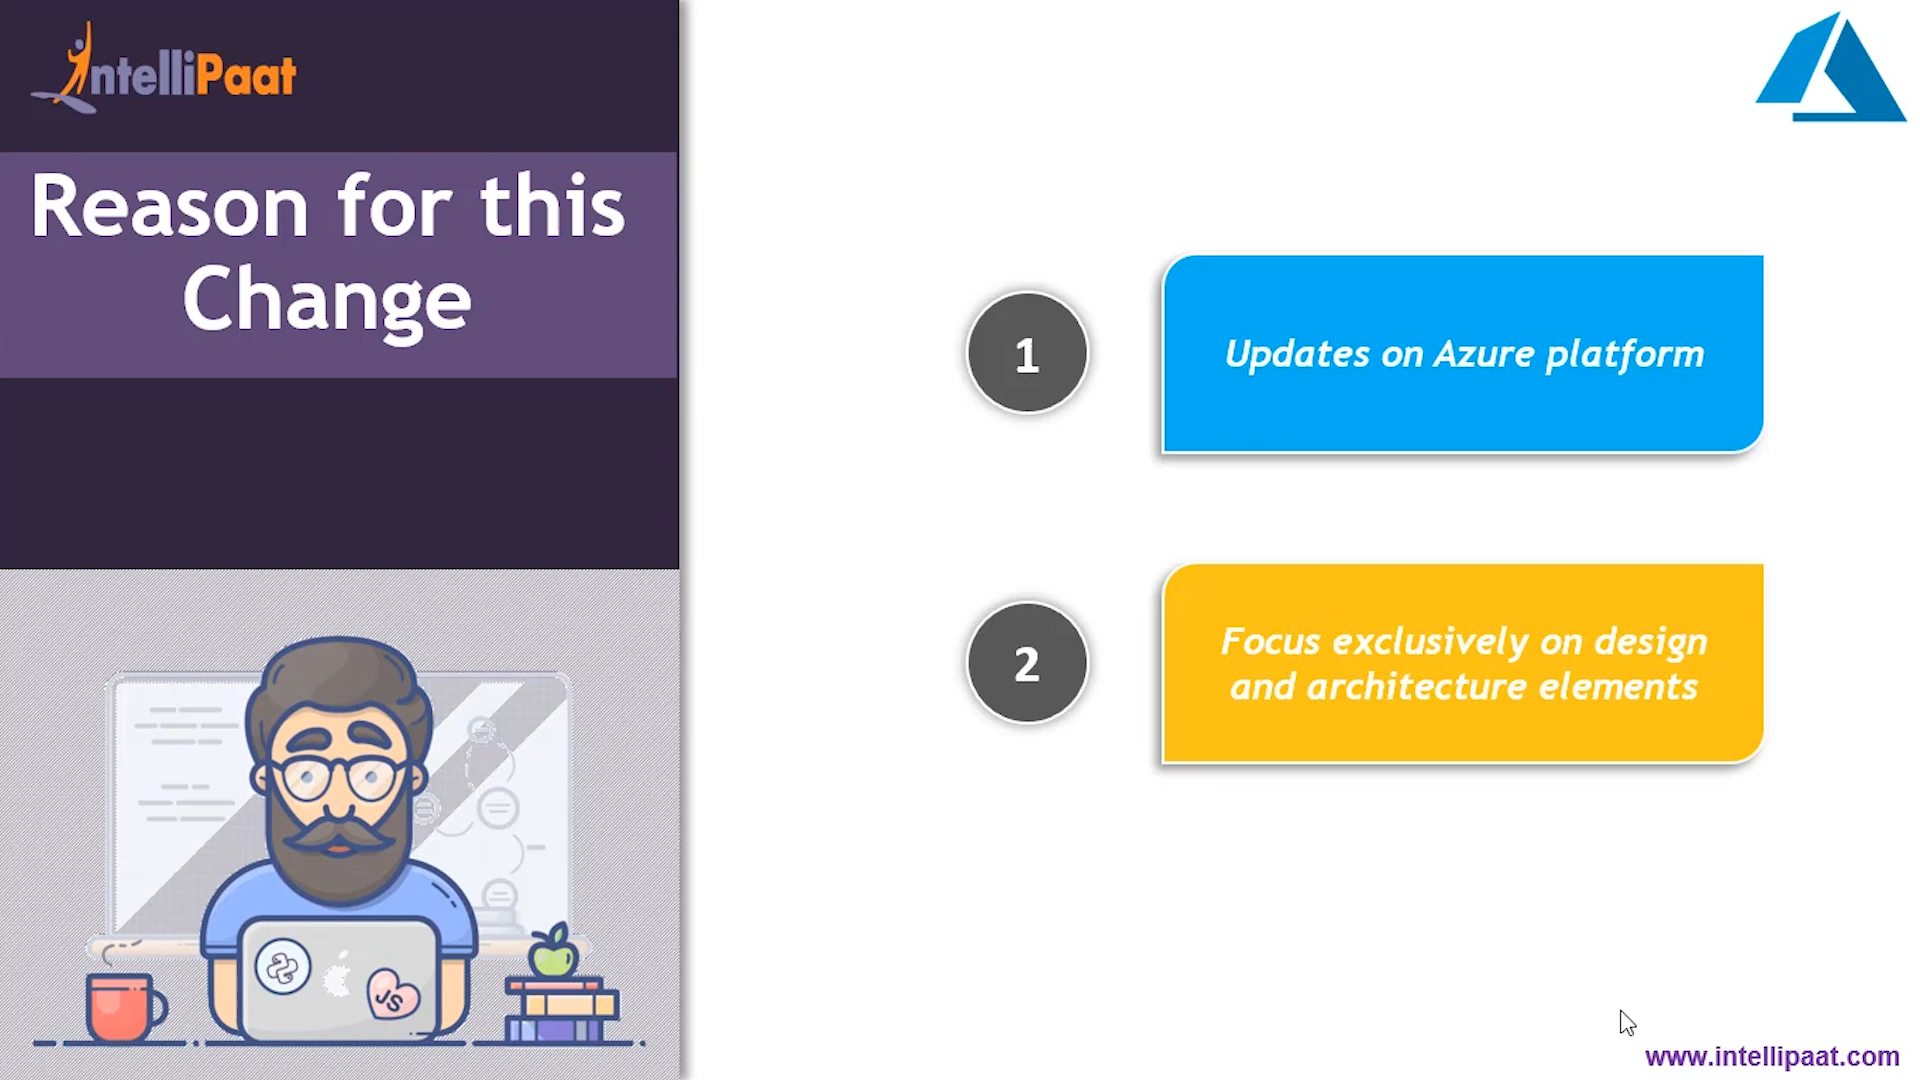 IntelliPaat
Reason for this
Change
1
Updates on Azure platform
2
Focus exclusively on design
and architecture elements
JS
www.intellipaat.com